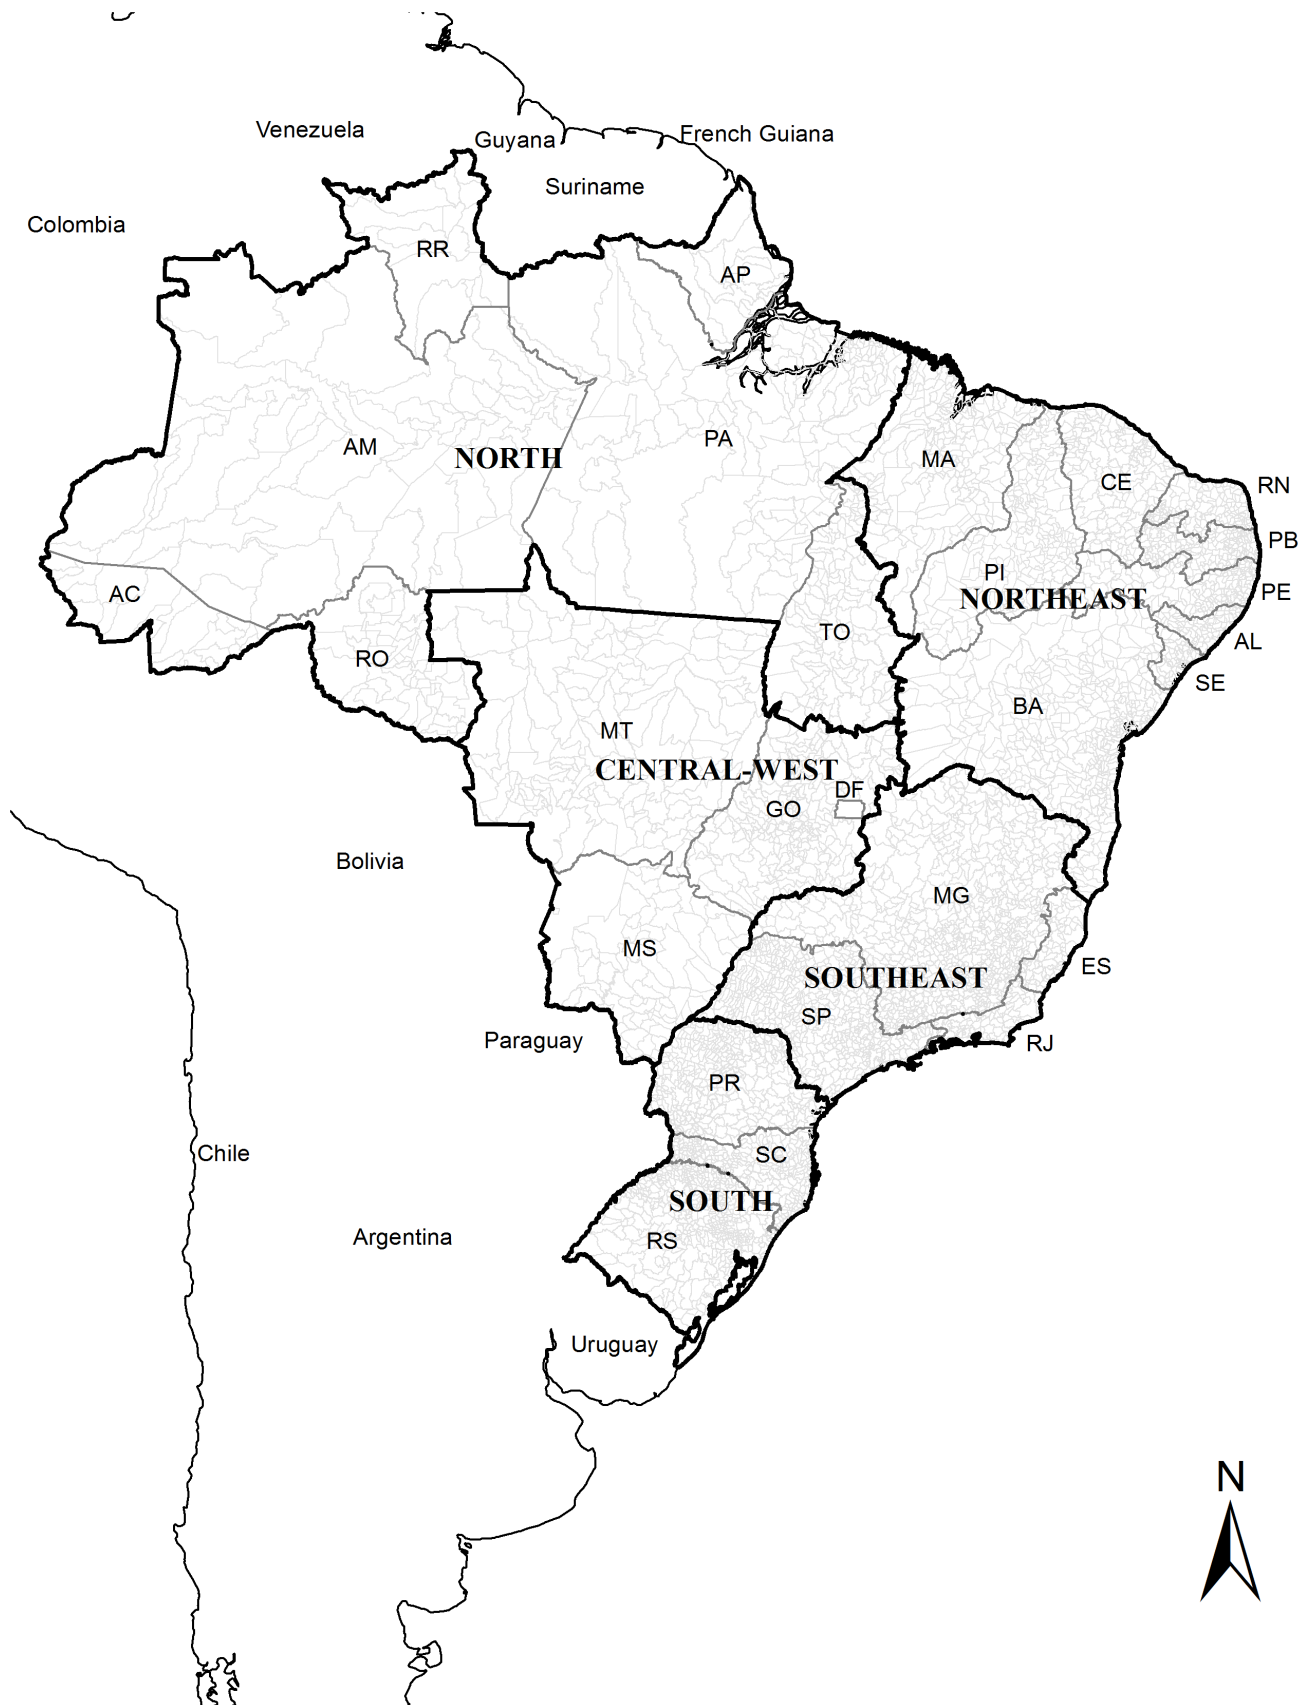 Venezuela
Guyana
French Guiana
Suriname
Colombia
RR
AP
AM
NORTH
PA
MA
CE
RN
PB
PI
NORTHEAST
PE
AC
TO
AL
RO
SE
BA
MT
CENTRAL-WEST
DF
GO
Bolivia
MG
MS
SOUTHEAST
ES
SP
Paraguay
RJ
PR
Chile
SC
SOUTH
Argentina
RS
Uruguay
N